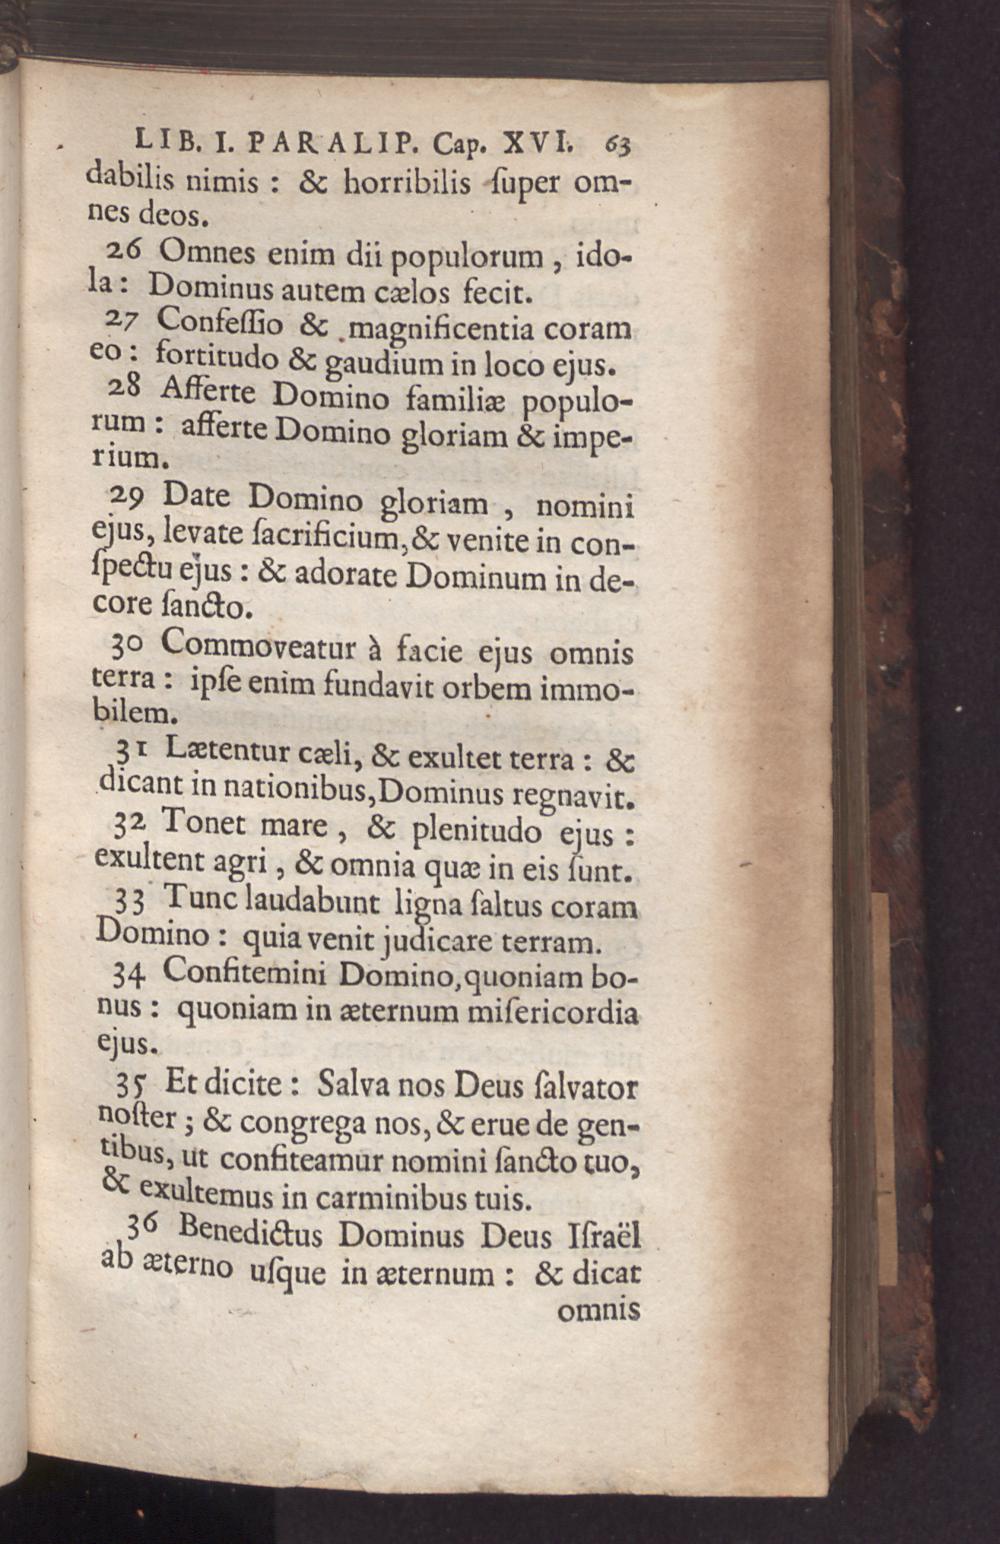 LIB. I. PARALIP. Cap. XVI. 63
dabilis nimis : & horribilis ſuper om-
nes deos.
26 Omnes enim dii populorum , ido-
la : Dominus autem cælos fecit.
27 Confeſſio & magnificentia coram
eo : fortitudo & gaudium in loco ejus.
28 Afferte Domino familiæ populo-
rum : afferte Domino gloriam & impe-
rium.
29 Date Domino gloriam , nomini
ejus, levate ſacrificium, & venite in con-
ſpectu ejus : & adorate Dominum in de-
core ſancto.
30 Commoveatur à facie ejus omnis
terra : ipſe enim fundavit orbem immo-
bilem.
31 Lætentur cæli, & exultet terra : &
dicant in nationibus, Dominus regnavit.
32 Tonet mare , & plenitudo ejus :
exultent agri , & omnia quæ in eis ſunt.
33 Tunc laudabunt ligna ſaltus coram
Domino : quia venit judicare terram.
34 Confitemini Domino, quoniam bo-
nus : quoniam in æternum miſericordia
ejus.
35 Et dicite : Salva nos Deus ſalvator
noſter ; & congrega nos, & erue de gen-
tibus, ut confiteamur nomini ſancto tuo,
& exultemus in carminibus tuis.
36 Benedictus Dominus Deus Iſraël
ab æterno uſque in æternum : & dicat
omnis